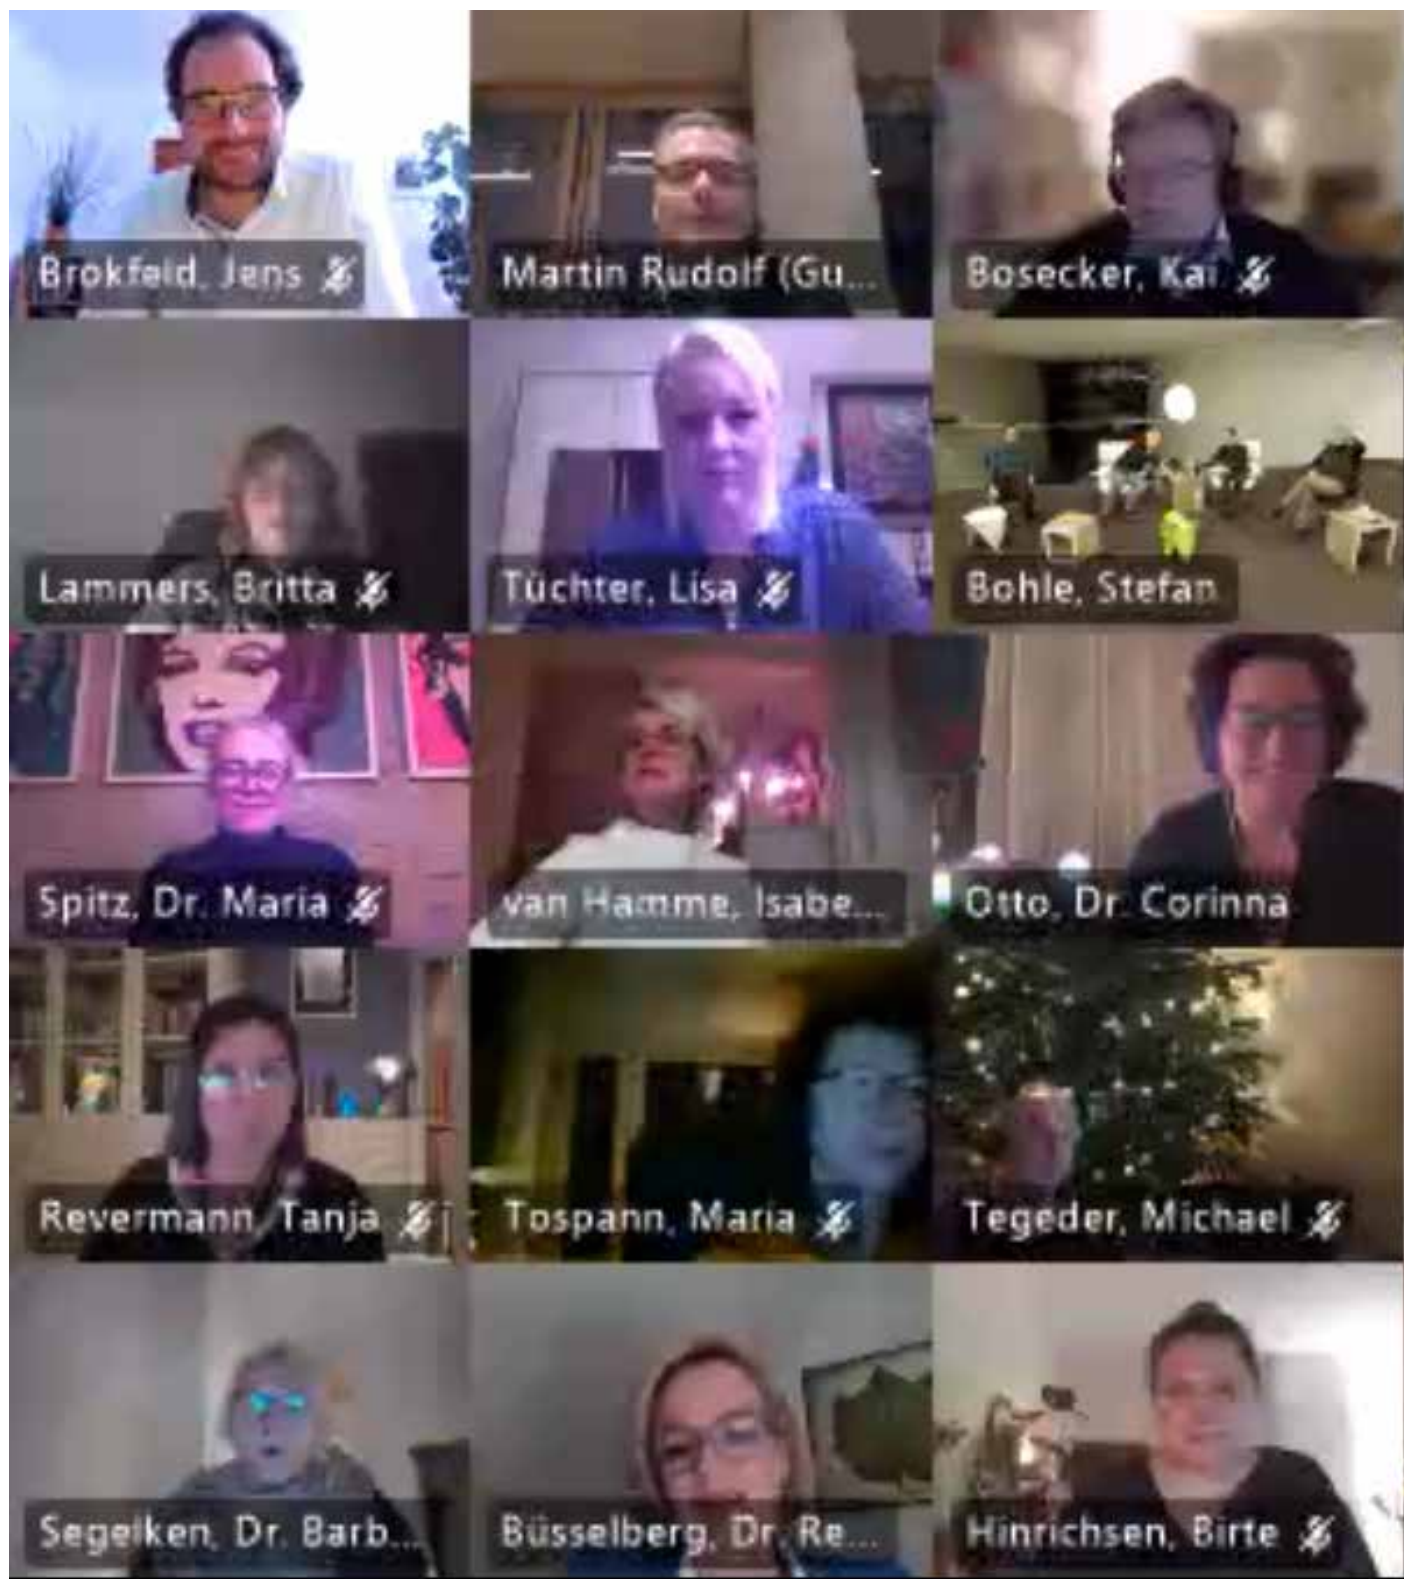 Brokfeld, Jens
Martin Rudolf (Gu...
Bosecker, Kai
Lammers, Britta
Tüchter, Lisa
Bohle, Stefan
Spitz, Dr. Maria
van Hamme, Isabe...
Otto, Dr. Corinna
Revermann, Tanja
Tospann, Maria
Tegeder, Michael
Segelken, Dr. Barb...
Büsselberg, Dr. Re...
Hinrichsen, Birte